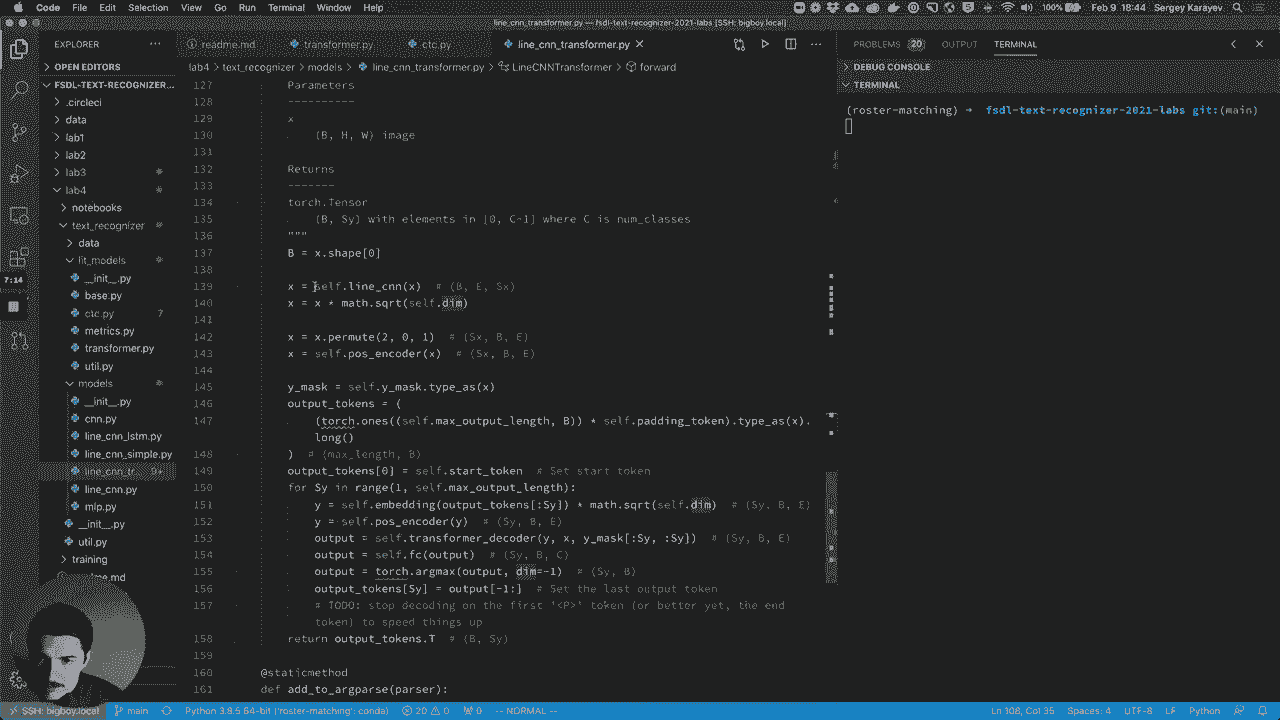 Code File Edit Selection View Go Run Terminal Window Help 100% Feb 9 18:44 Sergey Karayev
line_cnn_transformer.py — fsdl-text-recognizer-2021-labs [SSH: bigboy.local]
EXPLORER
readme.md transformer.py ctc.py line_cnn_transformer.py
PROBLEMS 20 OUTPUT TERMINAL
OPEN EDITORS
FSDL-TEXT-RECOGNIZER...
.circleci
data
lab1
lab2
lab3
lab4
notebooks
text_recognizer
data
lit_models
__init__.py
base.py
ctc.py 7
metrics.py
transformer.py
util.py
models
__init__.py
cnn.py
line_cnn_lstm.py
line_cnn_simple.py
line_cnn_tr... 9+
line_cnn.py
mlp.py
__init__.py
util.py
training
7:14
lab4 > text_recognizer > models > line_cnn_transformer.py > LineCNNTransformer > forward
127 Parameters
128 ----------
129 x
130 (B, H, W) image
131
132 Returns
133 -------
134 torch.Tensor
135 (B, Sy) with elements in [0, C-1] where C is num_classes
136 """
137 B = x.shape[0]
138
139 x = self.line_cnn(x) # (B, E, Sx)
140 x = x * math.sqrt(self.dim)
141
142 x = x.permute(2, 0, 1) # (Sx, B, E)
143 x = self.pos_encoder(x) # (Sx, B, E)
144
145 y_mask = self.y_mask.type_as(x)
146 output_tokens = (
147 (torch.ones((self.max_output_length, B)) * self.padding_token).type_as(x).
long()
148 ) # (max_length, B)
149 output_tokens[0] = self.start_token # Set start token
150 for Sy in range(1, self.max_output_length):
151 y = self.embedding(output_tokens[:Sy]) * math.sqrt(self.dim) # (Sy, B, E)
152 y = self.pos_encoder(y) # (Sy, B, E)
153 output = self.transformer_decoder(y, x, y_mask[:Sy, :Sy]) # (Sy, B, E)
154 output = self.fc(output) # (Sy, B, C)
155 output = torch.argmax(output, dim=-1) # (Sy, B)
156 output_tokens[Sy] = output[-1:] # Set the last output token
157 # TODO: stop decoding on the first '<P>' token (or better yet, the end
token) to speed things up
158 return output_tokens.T # (B, Sy)
159
160 @staticmethod
161 def add_to_argparse(parser):
DEBUG CONSOLE
TERMINAL
(roster-matching) → fsdl-text-recognizer-2021-labs git:(main)
SSH: bigboy.local main Python 3.8.5 64-bit ('roster-matching': conda) 20 0 0 -- NORMAL -- Ln 108, Col 35 Spaces: 4 UTF-8 LF Python